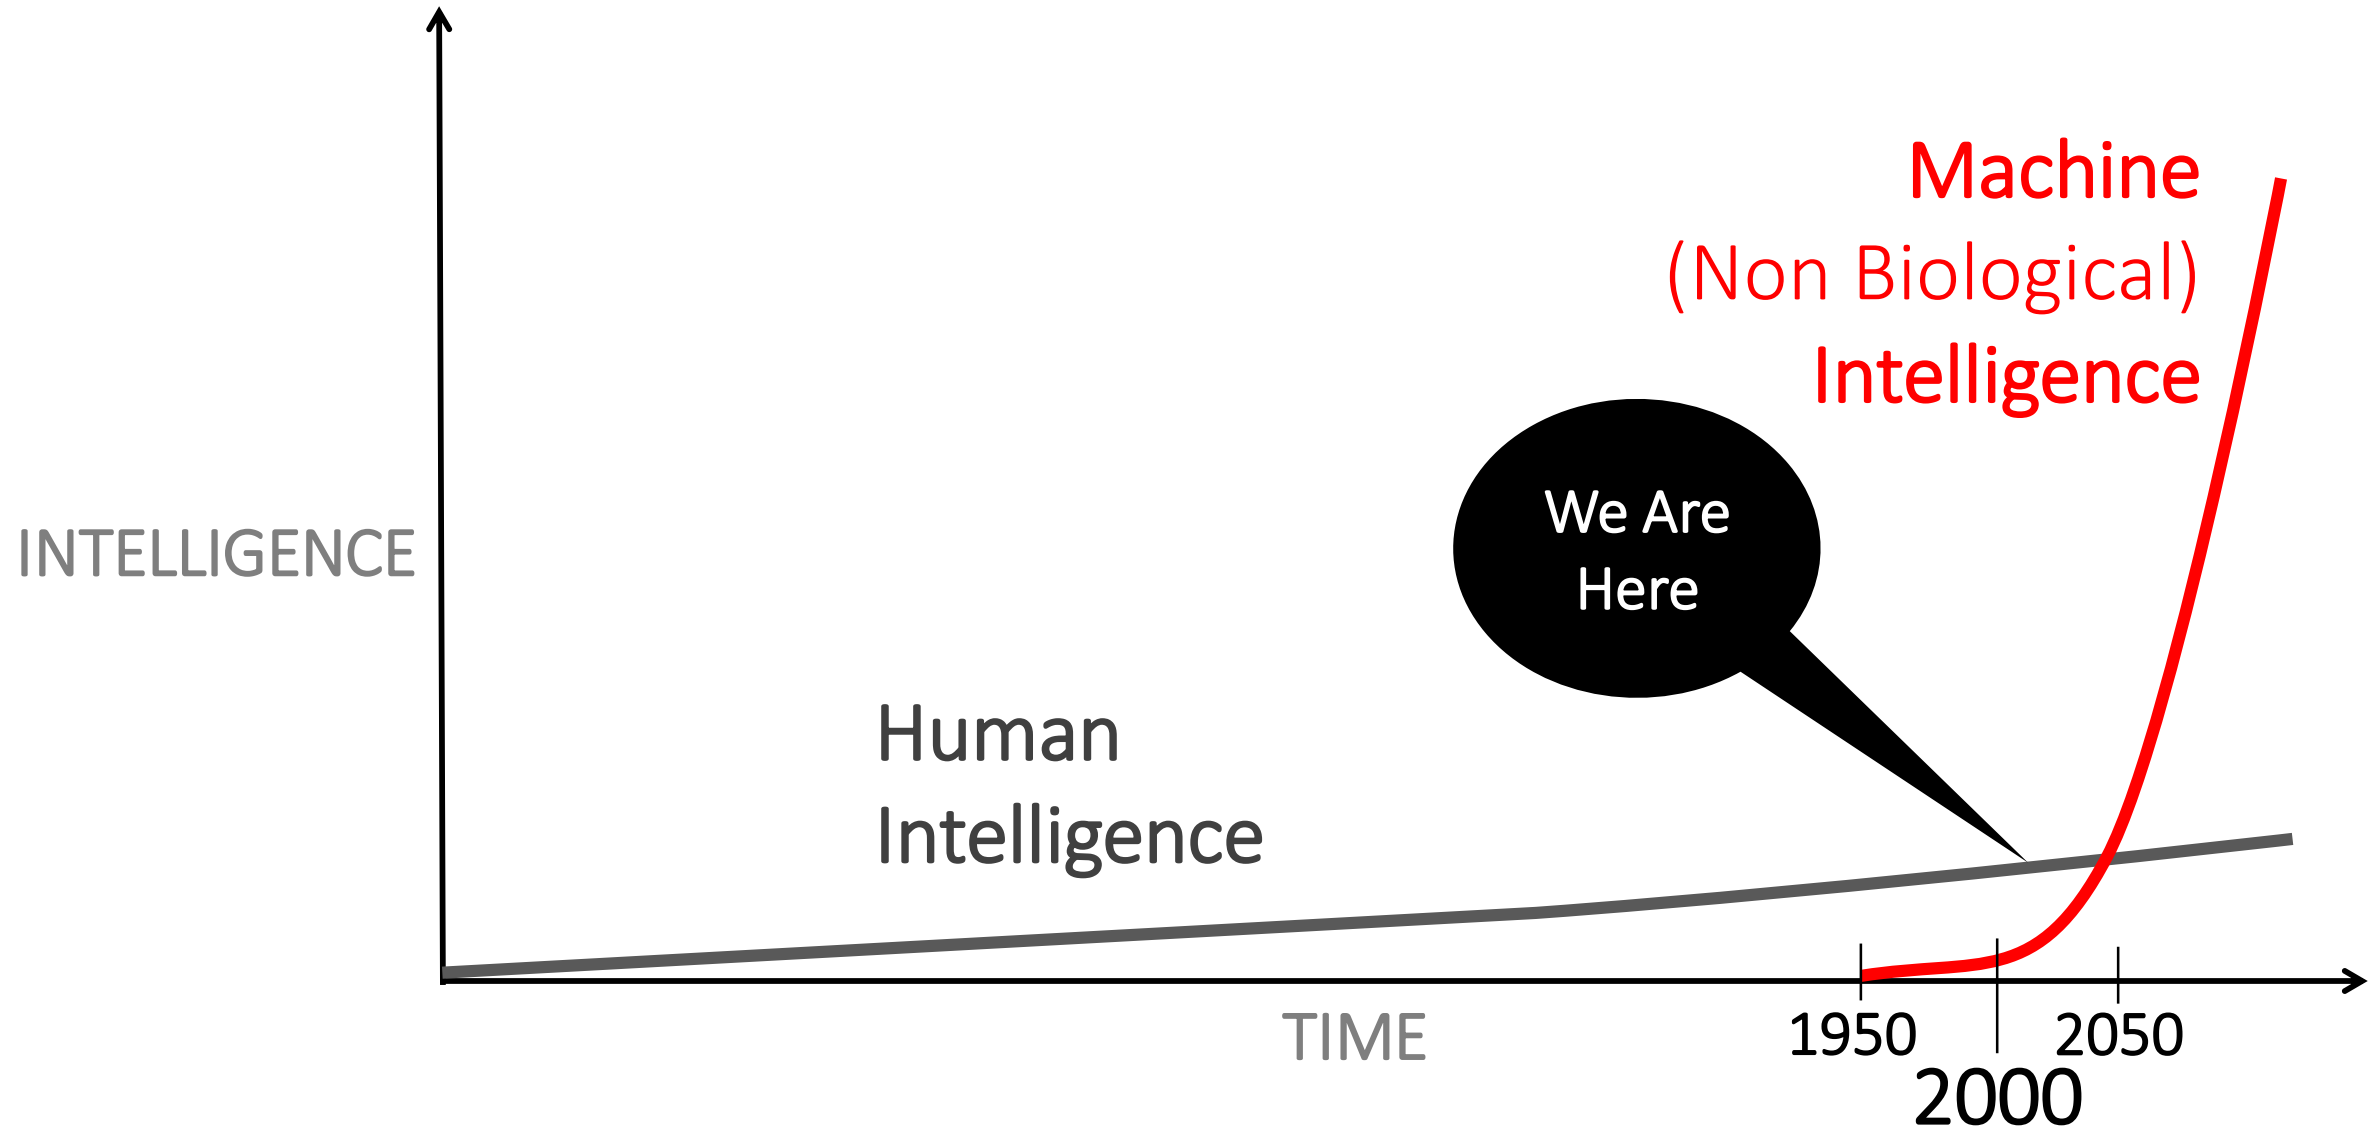 Machine
(Non Biological)
Intelligence
We Are
Here
INTELLIGENCE
Human
Intelligence
TIME
1950
2050
2000